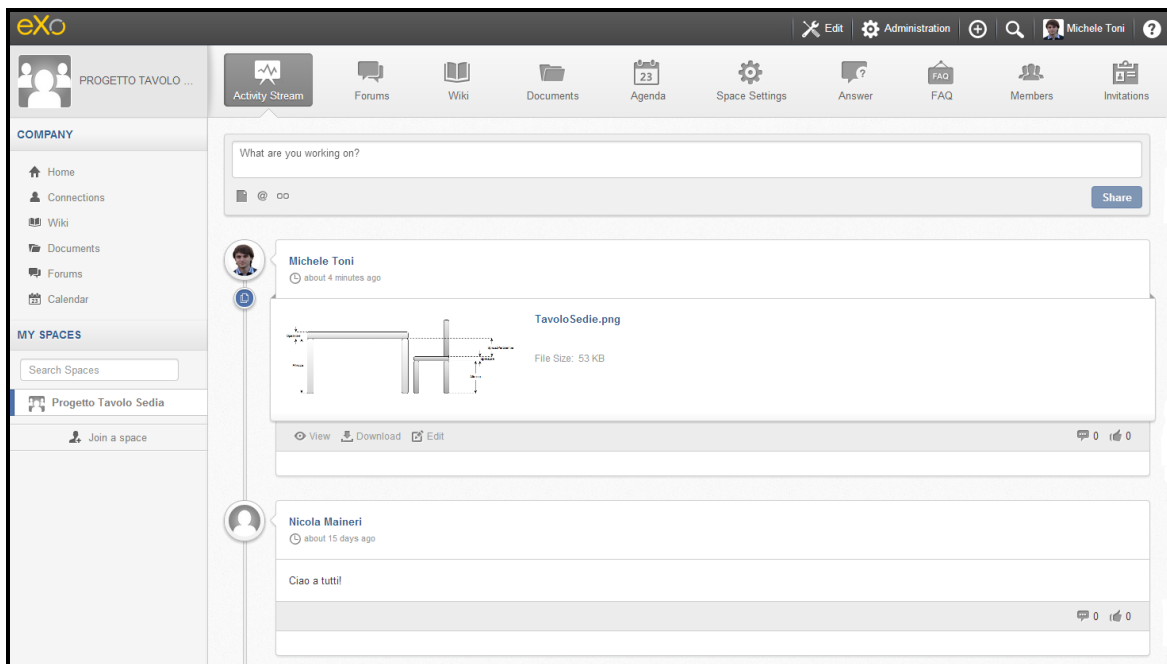 eXo
Edit
Administration
Michele Toni
?
PROGETTO TAVOLO ...
Activity Stream
Forums
Wiki
Documents
23
Agenda
Space Settings
?
Answer
FAQ
FAQ
Members
Invitations
COMPANY
Home
Connections
Wiki
Documents
Forums
Calendar
MY SPACES
Search Spaces
Progetto Tavolo Sedia
Join a space
What are you working on?
@
Share
Michele Toni
about 4 minutes ago
TavoloSedie.png
File Size: 53 KB
View Download Edit
0 0
Nicola Maineri
about 15 days ago
Ciao a tutti!
0 0